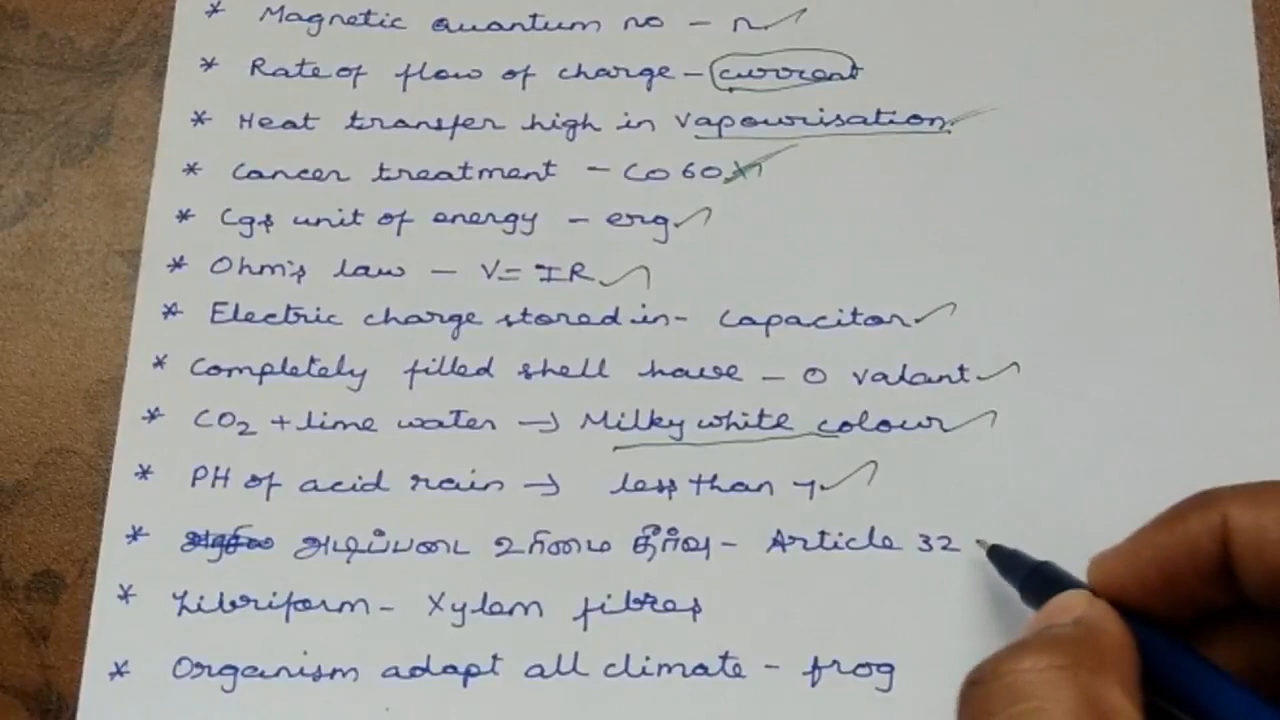 * Magnetic quantum no - n
* Rate of flow of charge - current
* Heat transfer high in vapourisation.
* Cancer treatment - CO 60
* Cgs unit of energy - erg
* Ohm's law - V = IR
* Electric charge stored in - capacitor
* Completely filled shell have - O valant
* CO2 + lime water → Milky white colour
* PH of acid rain → less than 7
* அடிப்படை உரிமை தீர்வு - Article 32
* Libriform - Xylem fibres
* Organism adapt all climate - frog